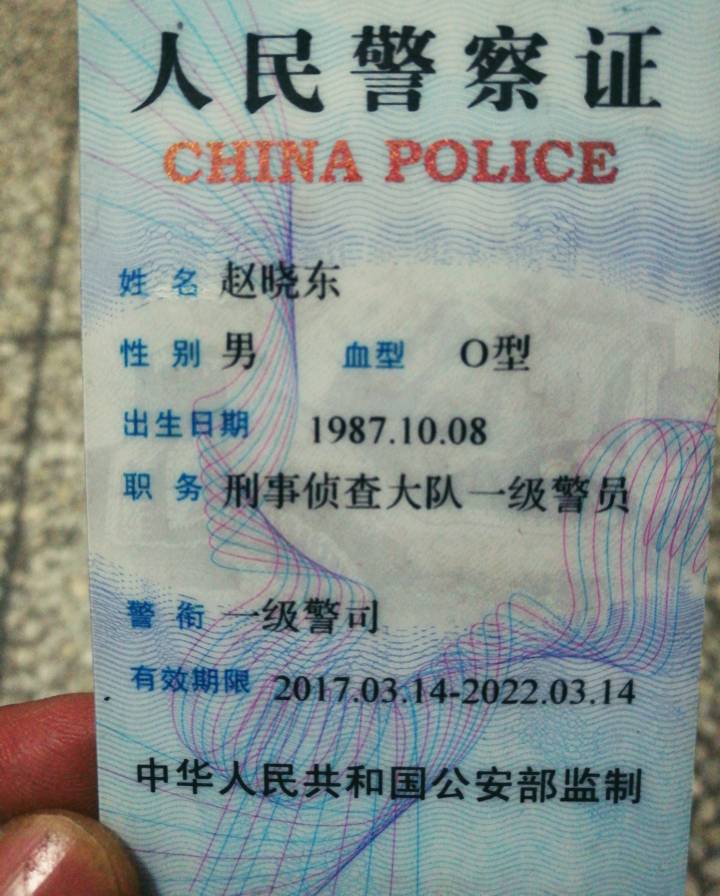 人民警察证
CHINA POLICE
姓名 赵晓东
性别 男 血型 O型
出生日期 1987.10.08
职务 刑事侦查大队一级警员
警衔 一级警司
有效期限 2017.03.14-2022.03.14
中华人民共和国公安部监制